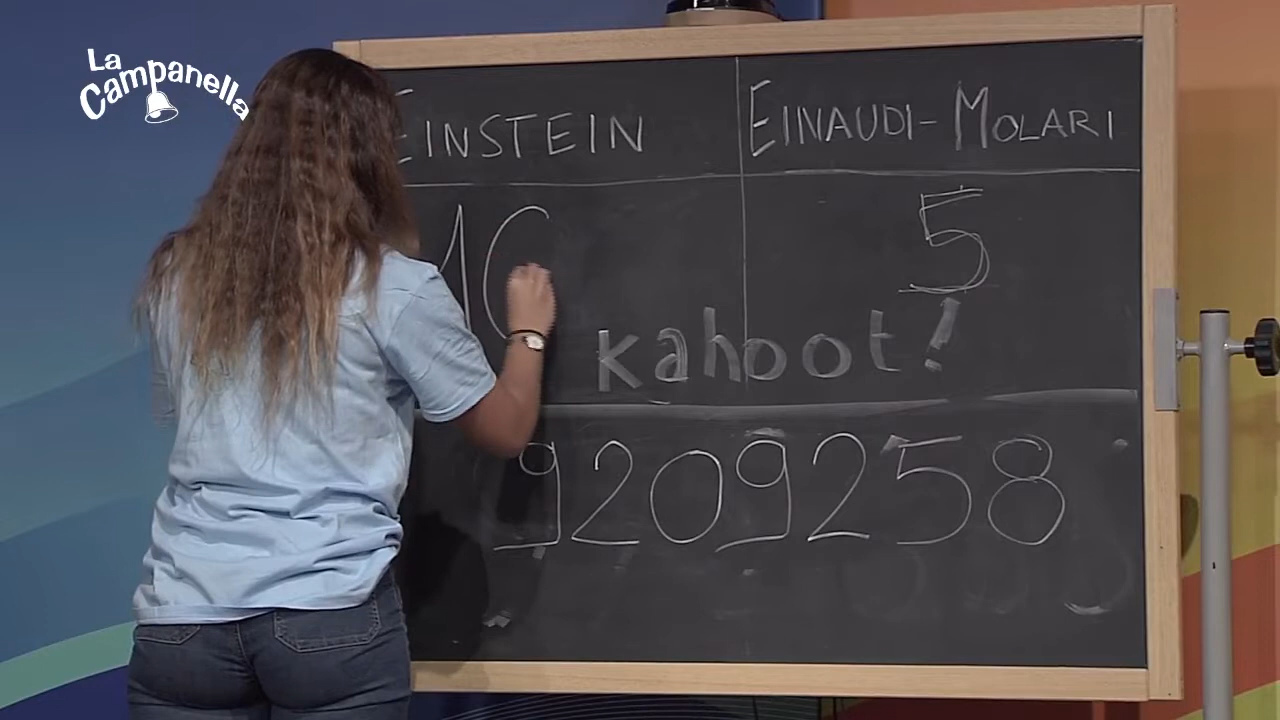 La
Campanella
EINSTEIN
EINAUDI-MOLARI
5
kahoot!
9209258